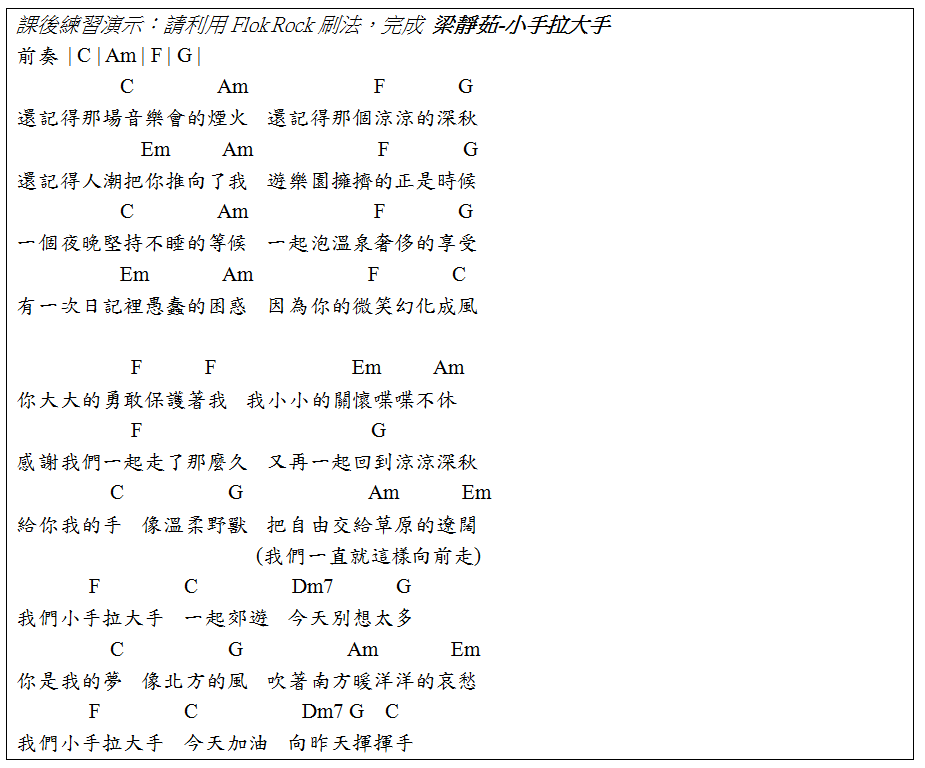 課後練習演示：請利用 Flok Rock 刷法，完成 梁靜茹-小手拉大手
前奏 | C | Am | F | G |
C Am F G
還記得那場音樂會的煙火 還記得那個涼涼的深秋
Em Am F G
還記得人潮把你推向了我 遊樂園擁擠的正是時候
C Am F G
一個夜晚堅持不睡的等候 一起泡溫泉奢侈的享受
Em Am F C
有一次日記裡愚蠢的困惑 因為你的微笑幻化成風
F F Em Am
你大大的勇敢保護著我 我小小的關懷喋喋不休
F G
感謝我們一起走了那麼久 又再一起回到涼涼深秋
C G Am Em
給你我的手 像溫柔野獸 把自由交給草原的遼闊
(我們一直就這樣向前走)
F C Dm7 G
我們小手拉大手 一起郊遊 今天別想太多
C G Am Em
你是我的夢 像北方的風 吹著南方暖洋洋的哀愁
F C Dm7 G C
我們小手拉大手 今天加油 向昨天揮揮手